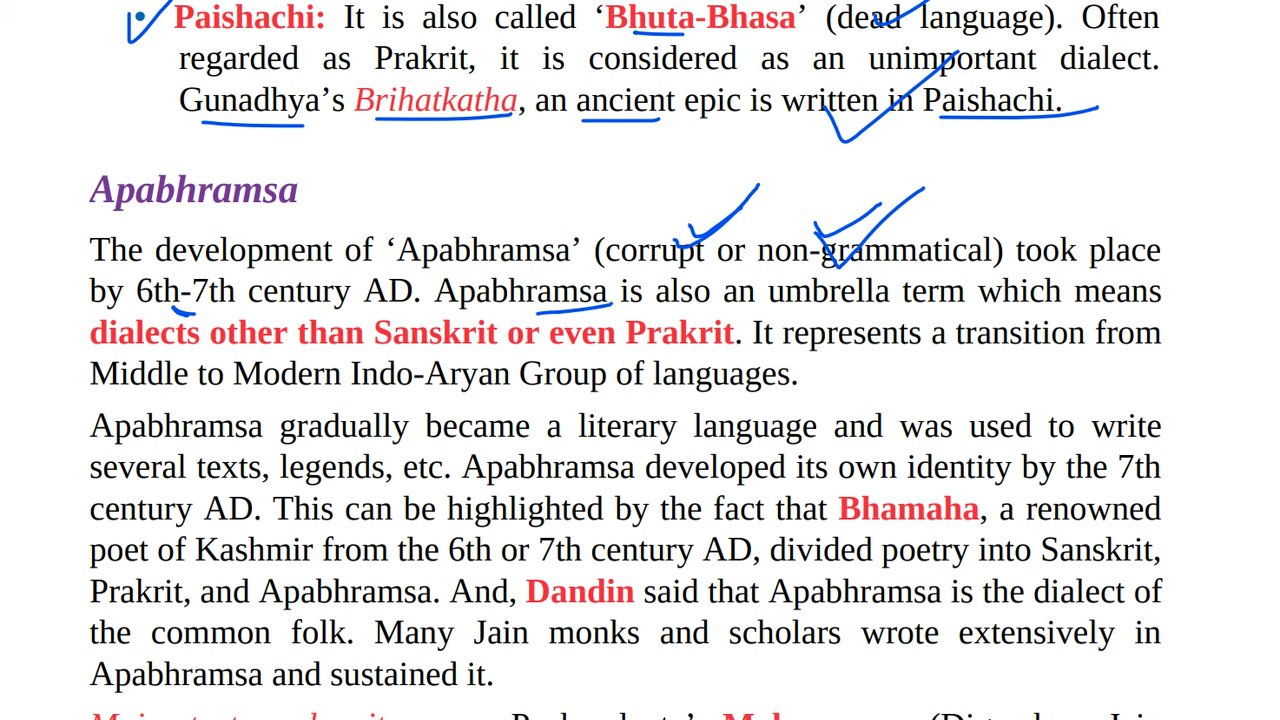 • Paishachi: It is also called ‘Bhuta-Bhasa’ (dead language). Often
regarded as Prakrit, it is considered as an unimportant dialect.
Gunadhya’s Brihatkatha, an ancient epic is written in Paishachi.
Apabhramsa
The development of ‘Apabhramsa’ (corrupt or non-grammatical) took place
by 6th-7th century AD. Apabhramsa is also an umbrella term which means
dialects other than Sanskrit or even Prakrit. It represents a transition from
Middle to Modern Indo-Aryan Group of languages.
Apabhramsa gradually became a literary language and was used to write
several texts, legends, etc. Apabhramsa developed its own identity by the 7th
century AD. This can be highlighted by the fact that Bhamaha, a renowned
poet of Kashmir from the 6th or 7th century AD, divided poetry into Sanskrit,
Prakrit, and Apabhramsa. And, Dandin said that Apabhramsa is the dialect of
the common folk. Many Jain monks and scholars wrote extensively in
Apabhramsa and sustained it.